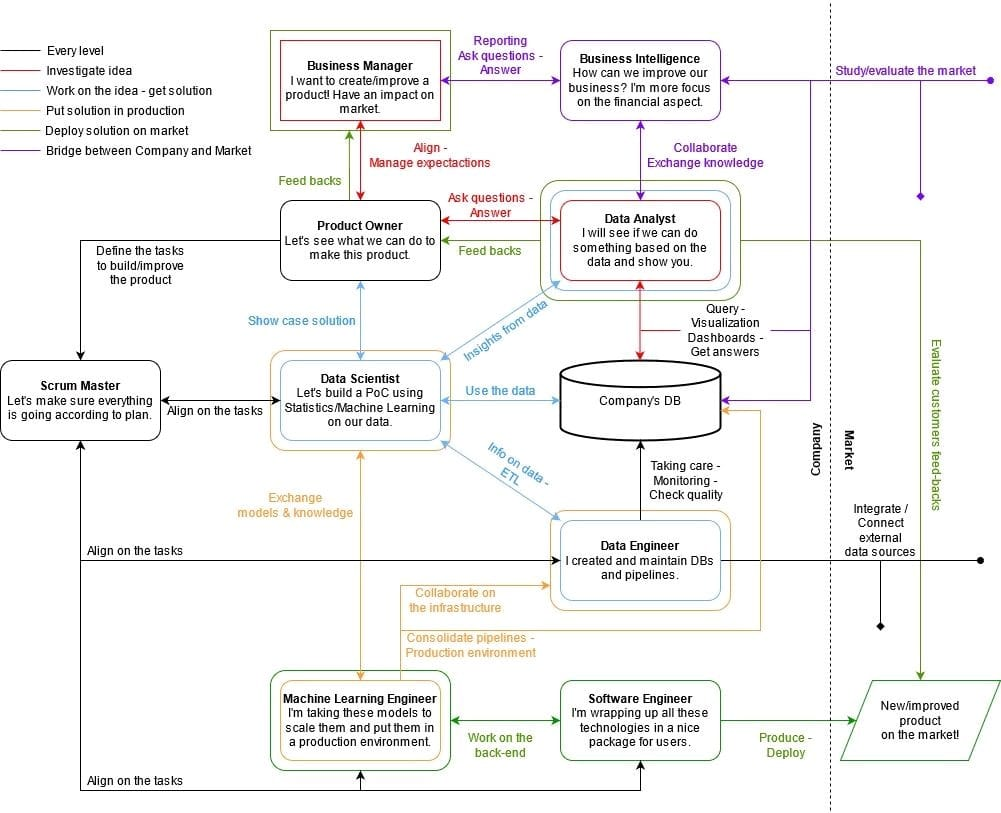 Every level
Investigate idea
Work on the idea - get solution
Put solution in production
Deploy solution on market
Bridge between Company and Market
Business Manager
I want to create/improve a
product! Have an impact on
market.
Reporting
Ask questions -
Answer
Business Intelligence
How can we improve our
business? I'm more focus
on the financial aspect.
Study/evaluate the market
Align -
Manage expectactions
Collaborate
Exchange knowledge
Feed backs
Product Owner
Let's see what we can do to
make this product.
Ask questions -
Answer
Feed backs
Data Analyst
I will see if we can do
something based on the
data and show you.
Define the tasks
to build/improve
the product
Show case solution
Insights from data
Query -
Visualization
Dashboards -
Get answers
Evaluate customers feed-backs
Scrum Master
Let's make sure everything
is going according to plan.
Align on the tasks
Data Scientist
Let's build a PoC using
Statistics/Machine Learning
on our data.
Use the data
Company's DB
Company
Market
Info on data -
ETL
Taking care -
Monitoring -
Check quality
Exchange
models & knowledge
Integrate /
Connect
external
data sources
Align on the tasks
Data Engineer
I created and maintain DBs
and pipelines.
Collaborate on
the infrastructure
Consolidate pipelines -
Production environment
Machine Learning Engineer
I'm taking these models to
scale them and put them in
a production environment.
Work on the
back-end
Software Engineer
I'm wrapping up all these
technologies in a nice
package for users.
Produce -
Deploy
New/improved
product
on the market!
Align on the tasks